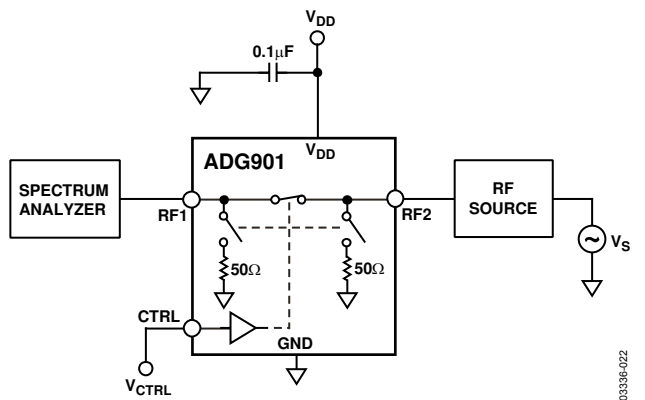 VDD
0.1μF
VDD
ADG901
SPECTRUM
ANALYZER
RF1
RF2
RF
SOURCE
VS
50Ω
50Ω
CTRL
GND
VCTRL
03336-022